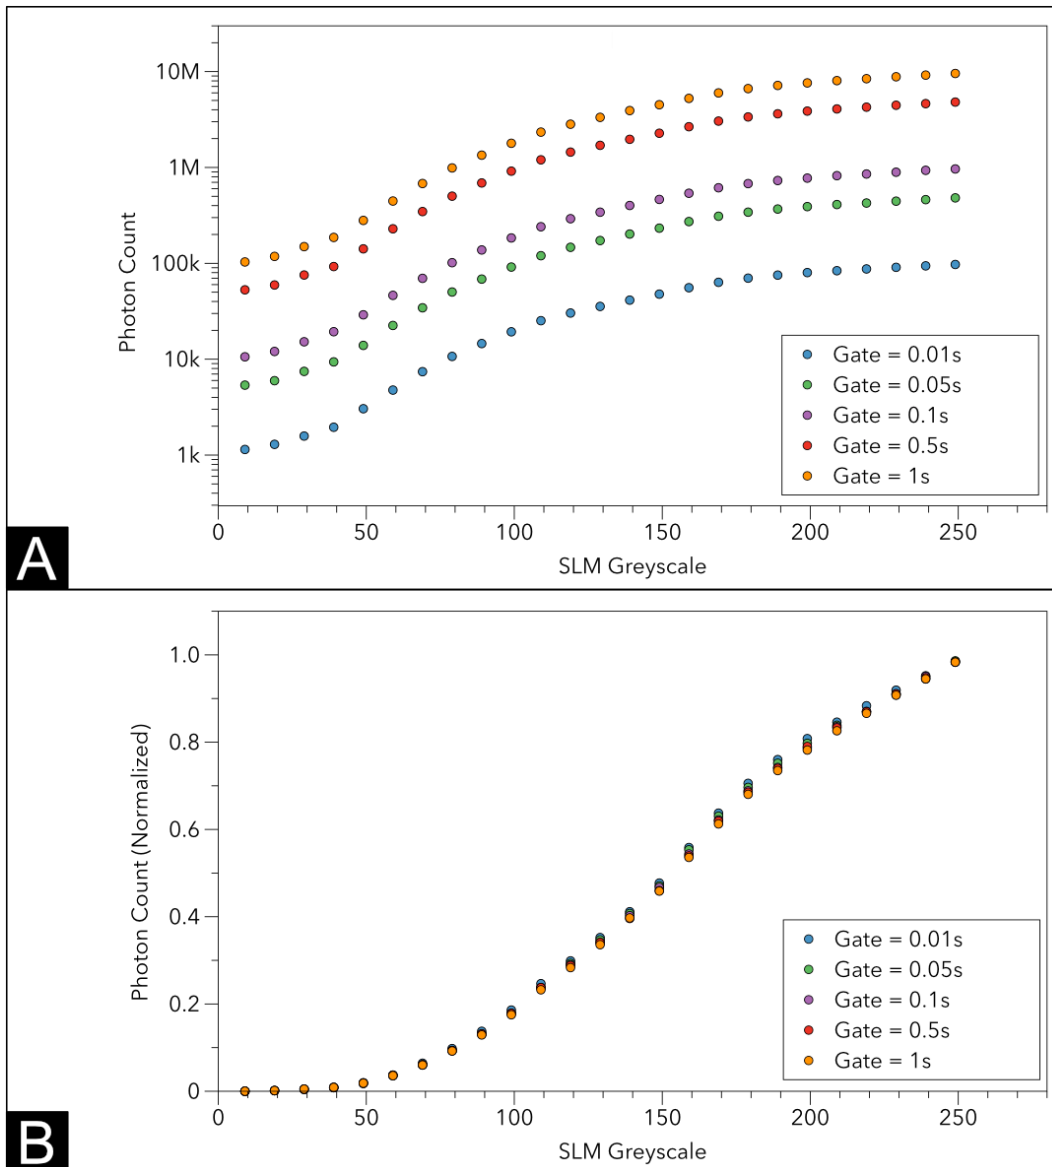 10M
1M
100k
10k
1k
Photon Count
Gate = 0.01s
Gate = 0.05s
Gate = 0.1s
Gate = 0.5s
Gate = 1s
0 50 100 150 200 250
SLM Greyscale
A
1.0
0.8
0.6
0.4
0.2
0
Photon Count (Normalized)
Gate = 0.01s
Gate = 0.05s
Gate = 0.1s
Gate = 0.5s
Gate = 1s
0 50 100 150 200 250
SLM Greyscale
B